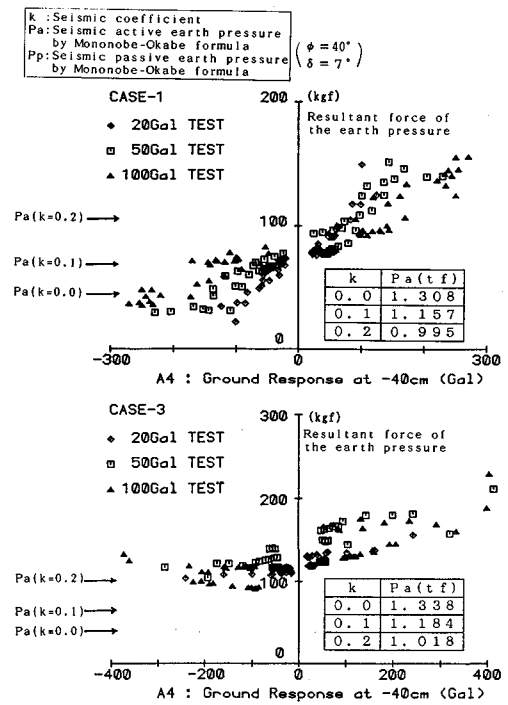 k :Seismic coefficient
Pa:Seismic active earth pressure
by Mononobe-Okabe formula
Pp:Seismic passive earth pressure
by Mononobe-Okabe formula
( φ = 40°
δ = 7° )
CASE-1
20Gal TEST
50Gal TEST
100Gal TEST
200 (kgf)
Resultant force of
the earth pressure
Pa(k=0.2)
100
Pa(k=0.1)
Pa(k=0.0)
k Pa(tf)
0.0 1.308
0.1 1.157
0.2 0.995
0
-300 0 300
A4 : Ground Response at -40cm (Gal)
CASE-3
20Gal TEST
50Gal TEST
100Gal TEST
300 (kgf)
Resultant force of
the earth pressure
200
Pa(k=0.2)
100
Pa(k=0.1)
Pa(k=0.0)
k Pa(tf)
0.0 1.338
0.1 1.184
0.2 1.018
0
-400 -200 0 200 400
A4 : Ground Response at -40cm (Gal)